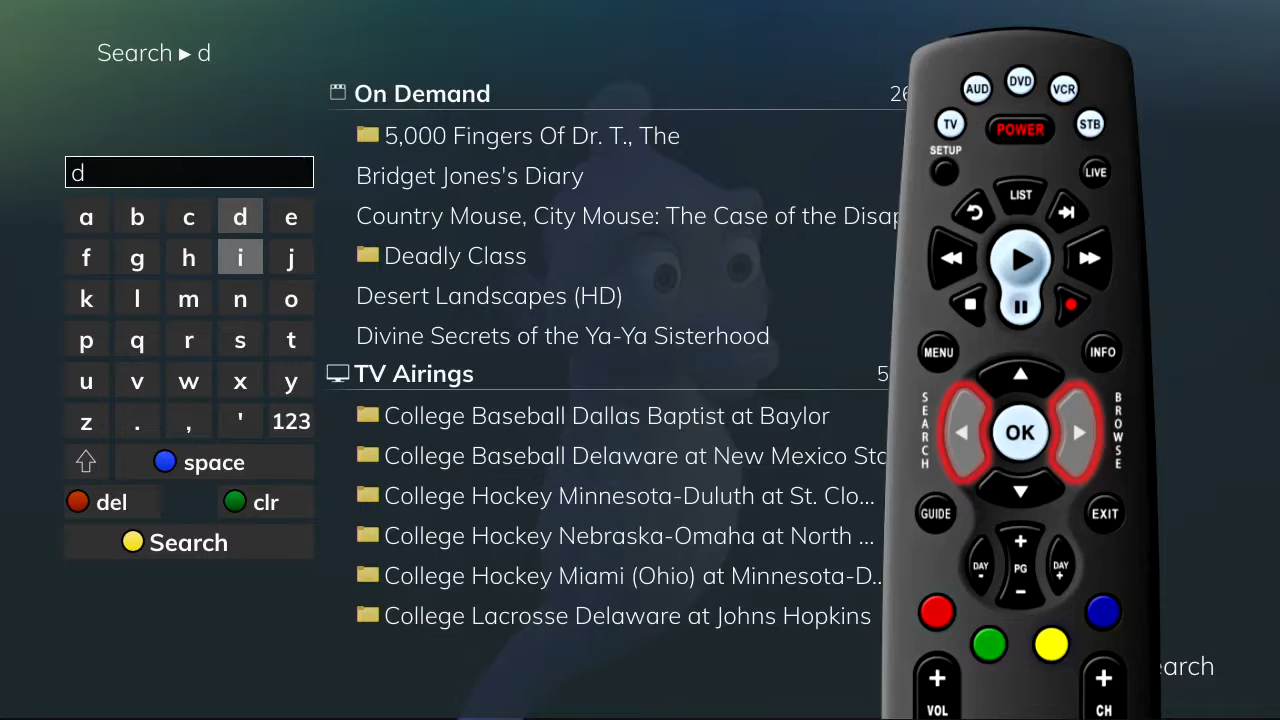 Search ▸ d
d
a b c d e
f g h i j
k l m n o
p q r s t
u v w x y
z . , ' 123
space
del clr
Search
On Demand 26
5,000 Fingers Of Dr. T., The
Bridget Jones's Diary
Country Mouse, City Mouse: The Case of the Disap
Deadly Class
Desert Landscapes (HD)
Divine Secrets of the Ya-Ya Sisterhood
TV Airings 5
College Baseball Dallas Baptist at Baylor
College Baseball Delaware at New Mexico Sta
College Hockey Minnesota-Duluth at St. Clo...
College Hockey Nebraska-Omaha at North ...
College Hockey Miami (Ohio) at Minnesota-D..
College Lacrosse Delaware at Johns Hopkins
earch
AUD DVD VCR
TV POWER STB
SETUP
LIVE
LIST
MENU INFO
SEARCH OK BROWSE
GUIDE EXIT
+
DAY PG DAY
- - +
+ +
VOL CH